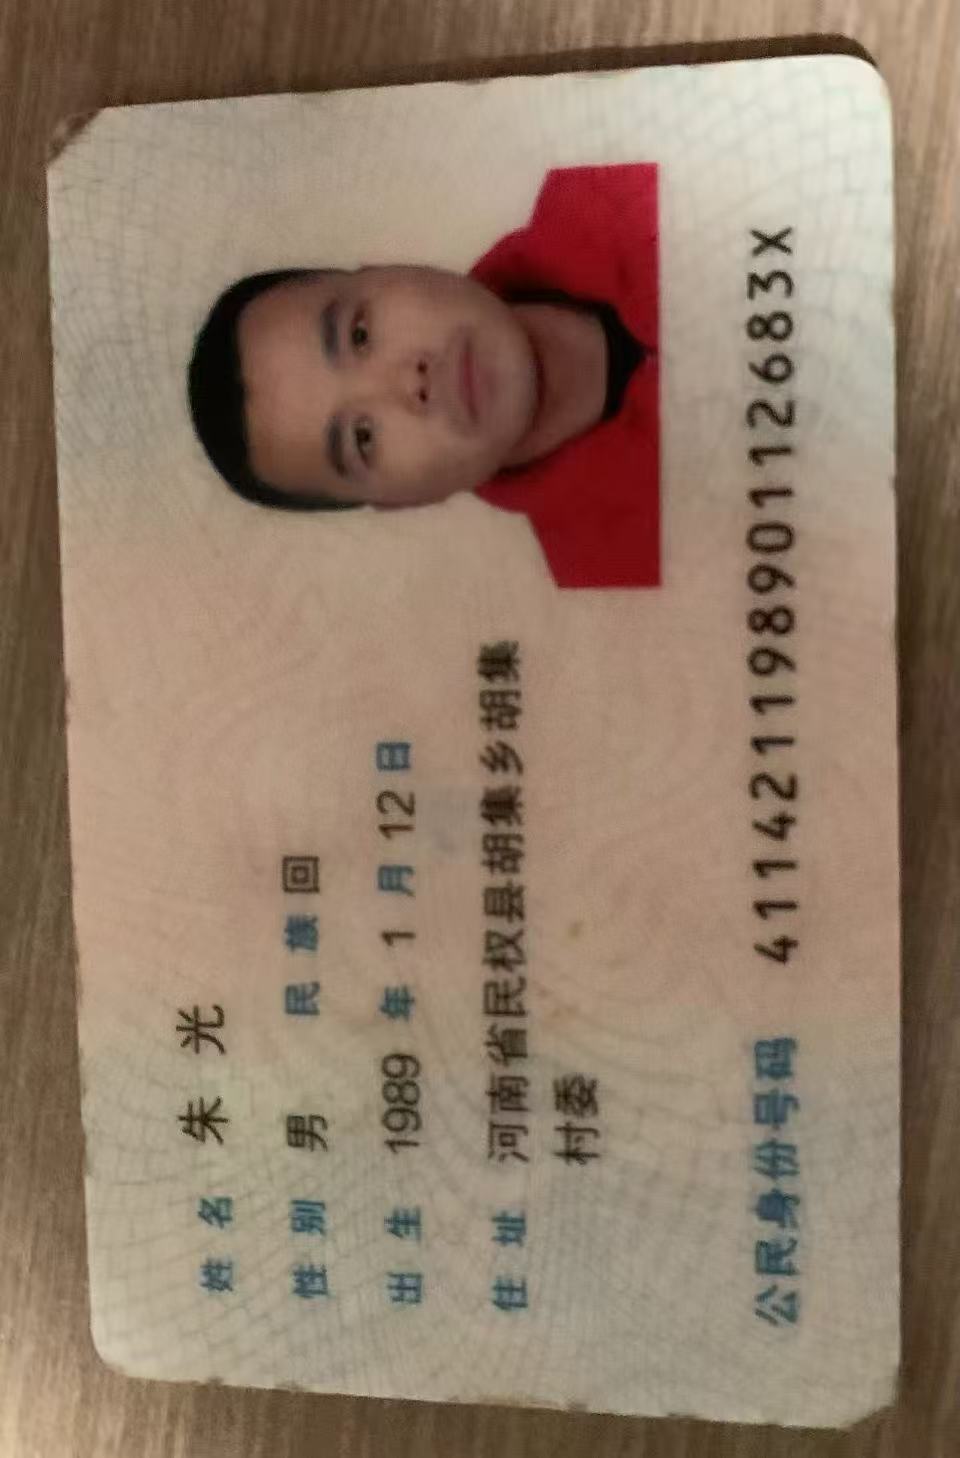 姓名 朱光
性别 男 民族 回
出生 1989 年 1 月 12 日
住址 河南省民权县胡集乡胡集
村委
公民身份号码 41142119890112683X